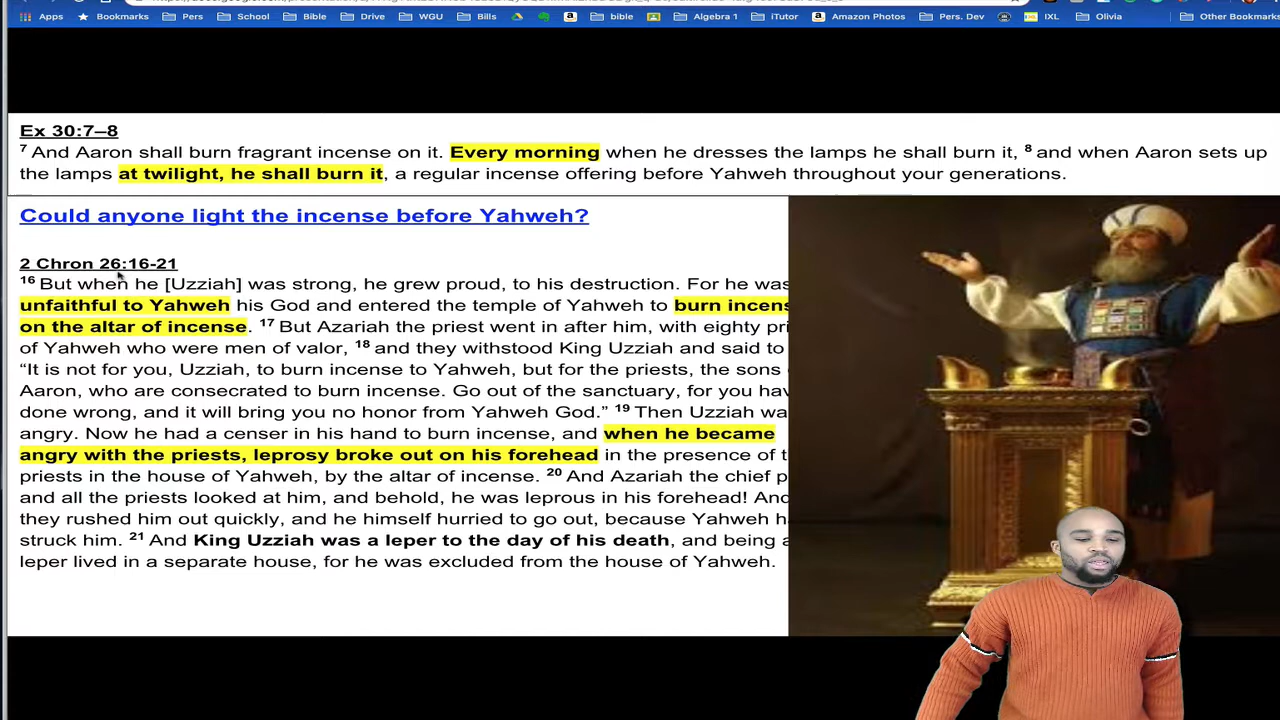 Apps Bookmarks Pers School Bills Bible Drive WGU Bills bible Algebra 1 iTutor Amazon Photos Pers. Dev IXL Olivia Other Bookmarks
Ex 30:7–8
7 And Aaron shall burn fragrant incense on it. Every morning when he dresses the lamps he shall burn it, 8 and when Aaron sets up
the lamps at twilight, he shall burn it, a regular incense offering before Yahweh throughout your generations.
Could anyone light the incense before Yahweh?
2 Chron 26:16-21
16 But when he [Uzziah] was strong, he grew proud, to his destruction. For he was
unfaithful to Yahweh his God and entered the temple of Yahweh to burn incens
on the altar of incense. 17 But Azariah the priest went in after him, with eighty pri
of Yahweh who were men of valor, 18 and they withstood King Uzziah and said to
“It is not for you, Uzziah, to burn incense to Yahweh, but for the priests, the sons
Aaron, who are consecrated to burn incense. Go out of the sanctuary, for you hav
done wrong, and it will bring you no honor from Yahweh God.” 19 Then Uzziah wa
angry. Now he had a censer in his hand to burn incense, and when he became
angry with the priests, leprosy broke out on his forehead in the presence of t
priests in the house of Yahweh, by the altar of incense. 20 And Azariah the chief p
and all the priests looked at him, and behold, he was leprous in his forehead! And
they rushed him out quickly, and he himself hurried to go out, because Yahweh h
struck him. 21 And King Uzziah was a leper to the day of his death, and being a
leper lived in a separate house, for he was excluded from the house of Yahweh.